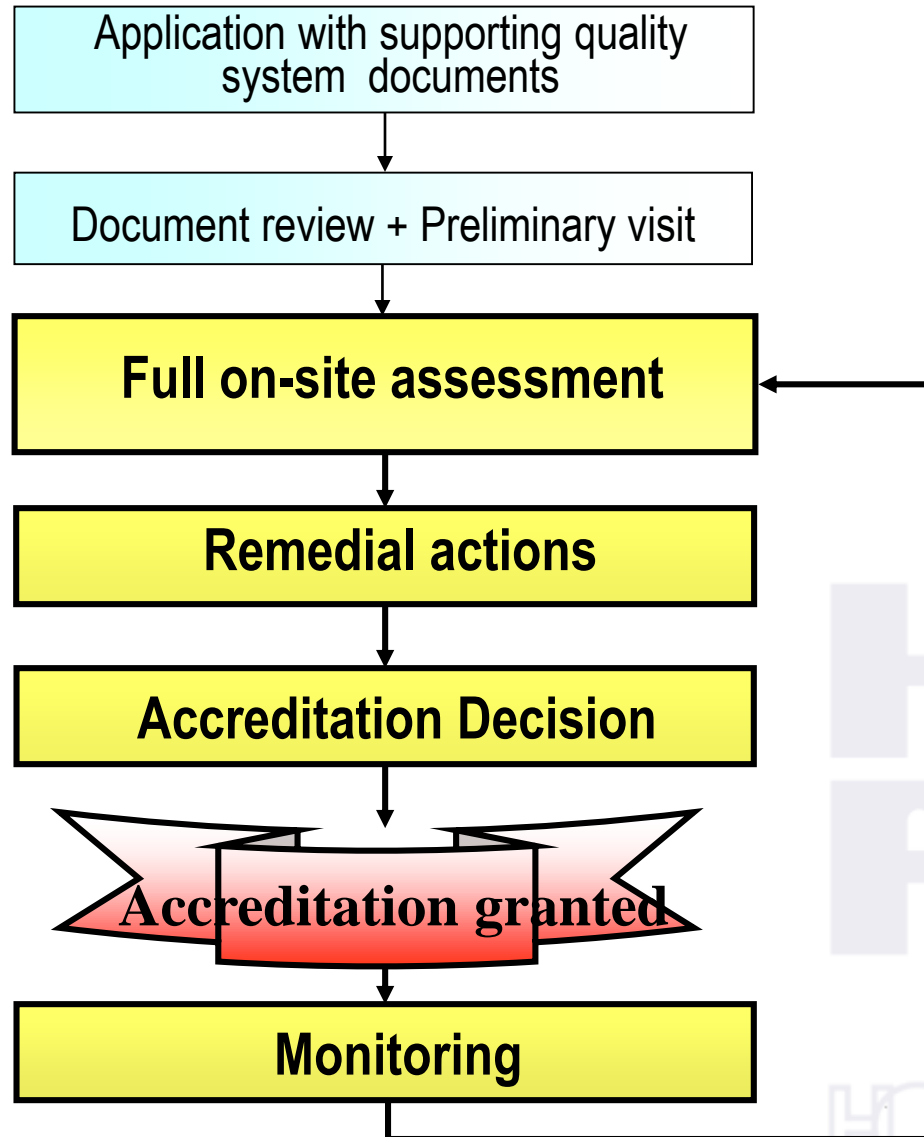 Application with supporting quality
system documents
Document review + Preliminary visit
Full on-site assessment
Remedial actions
Accreditation Decision
Accreditation granted
Monitoring